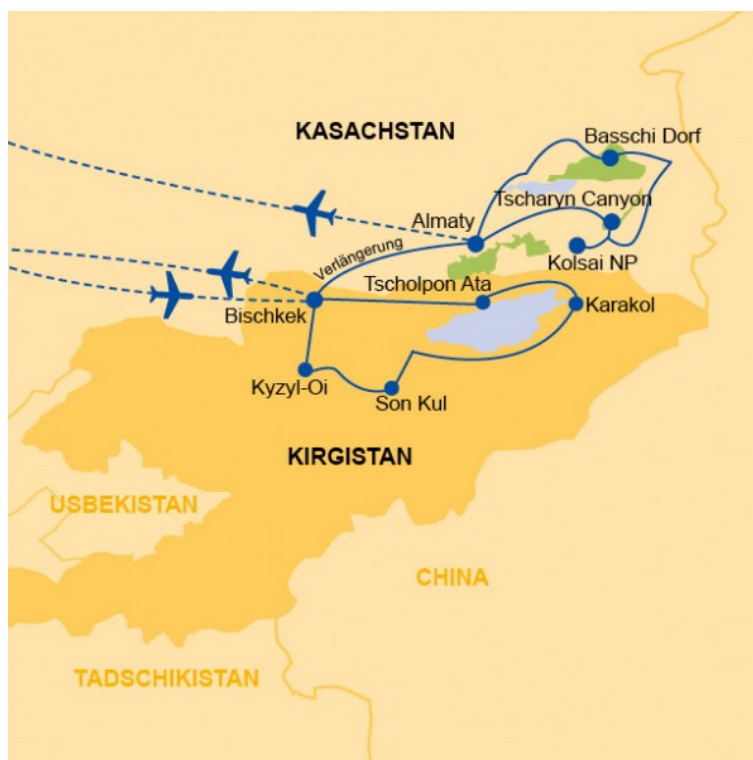 KASACHSTAN
Basschi Dorf
Tscharyn Canyon
Almaty
Verlängerung
Kolsai NP
Tscholpon Ata
Bischkek
Karakol
Kyzyl-Oi
Son Kul
KIRGISTAN
USBEKISTAN
CHINA
TADSCHIKISTAN